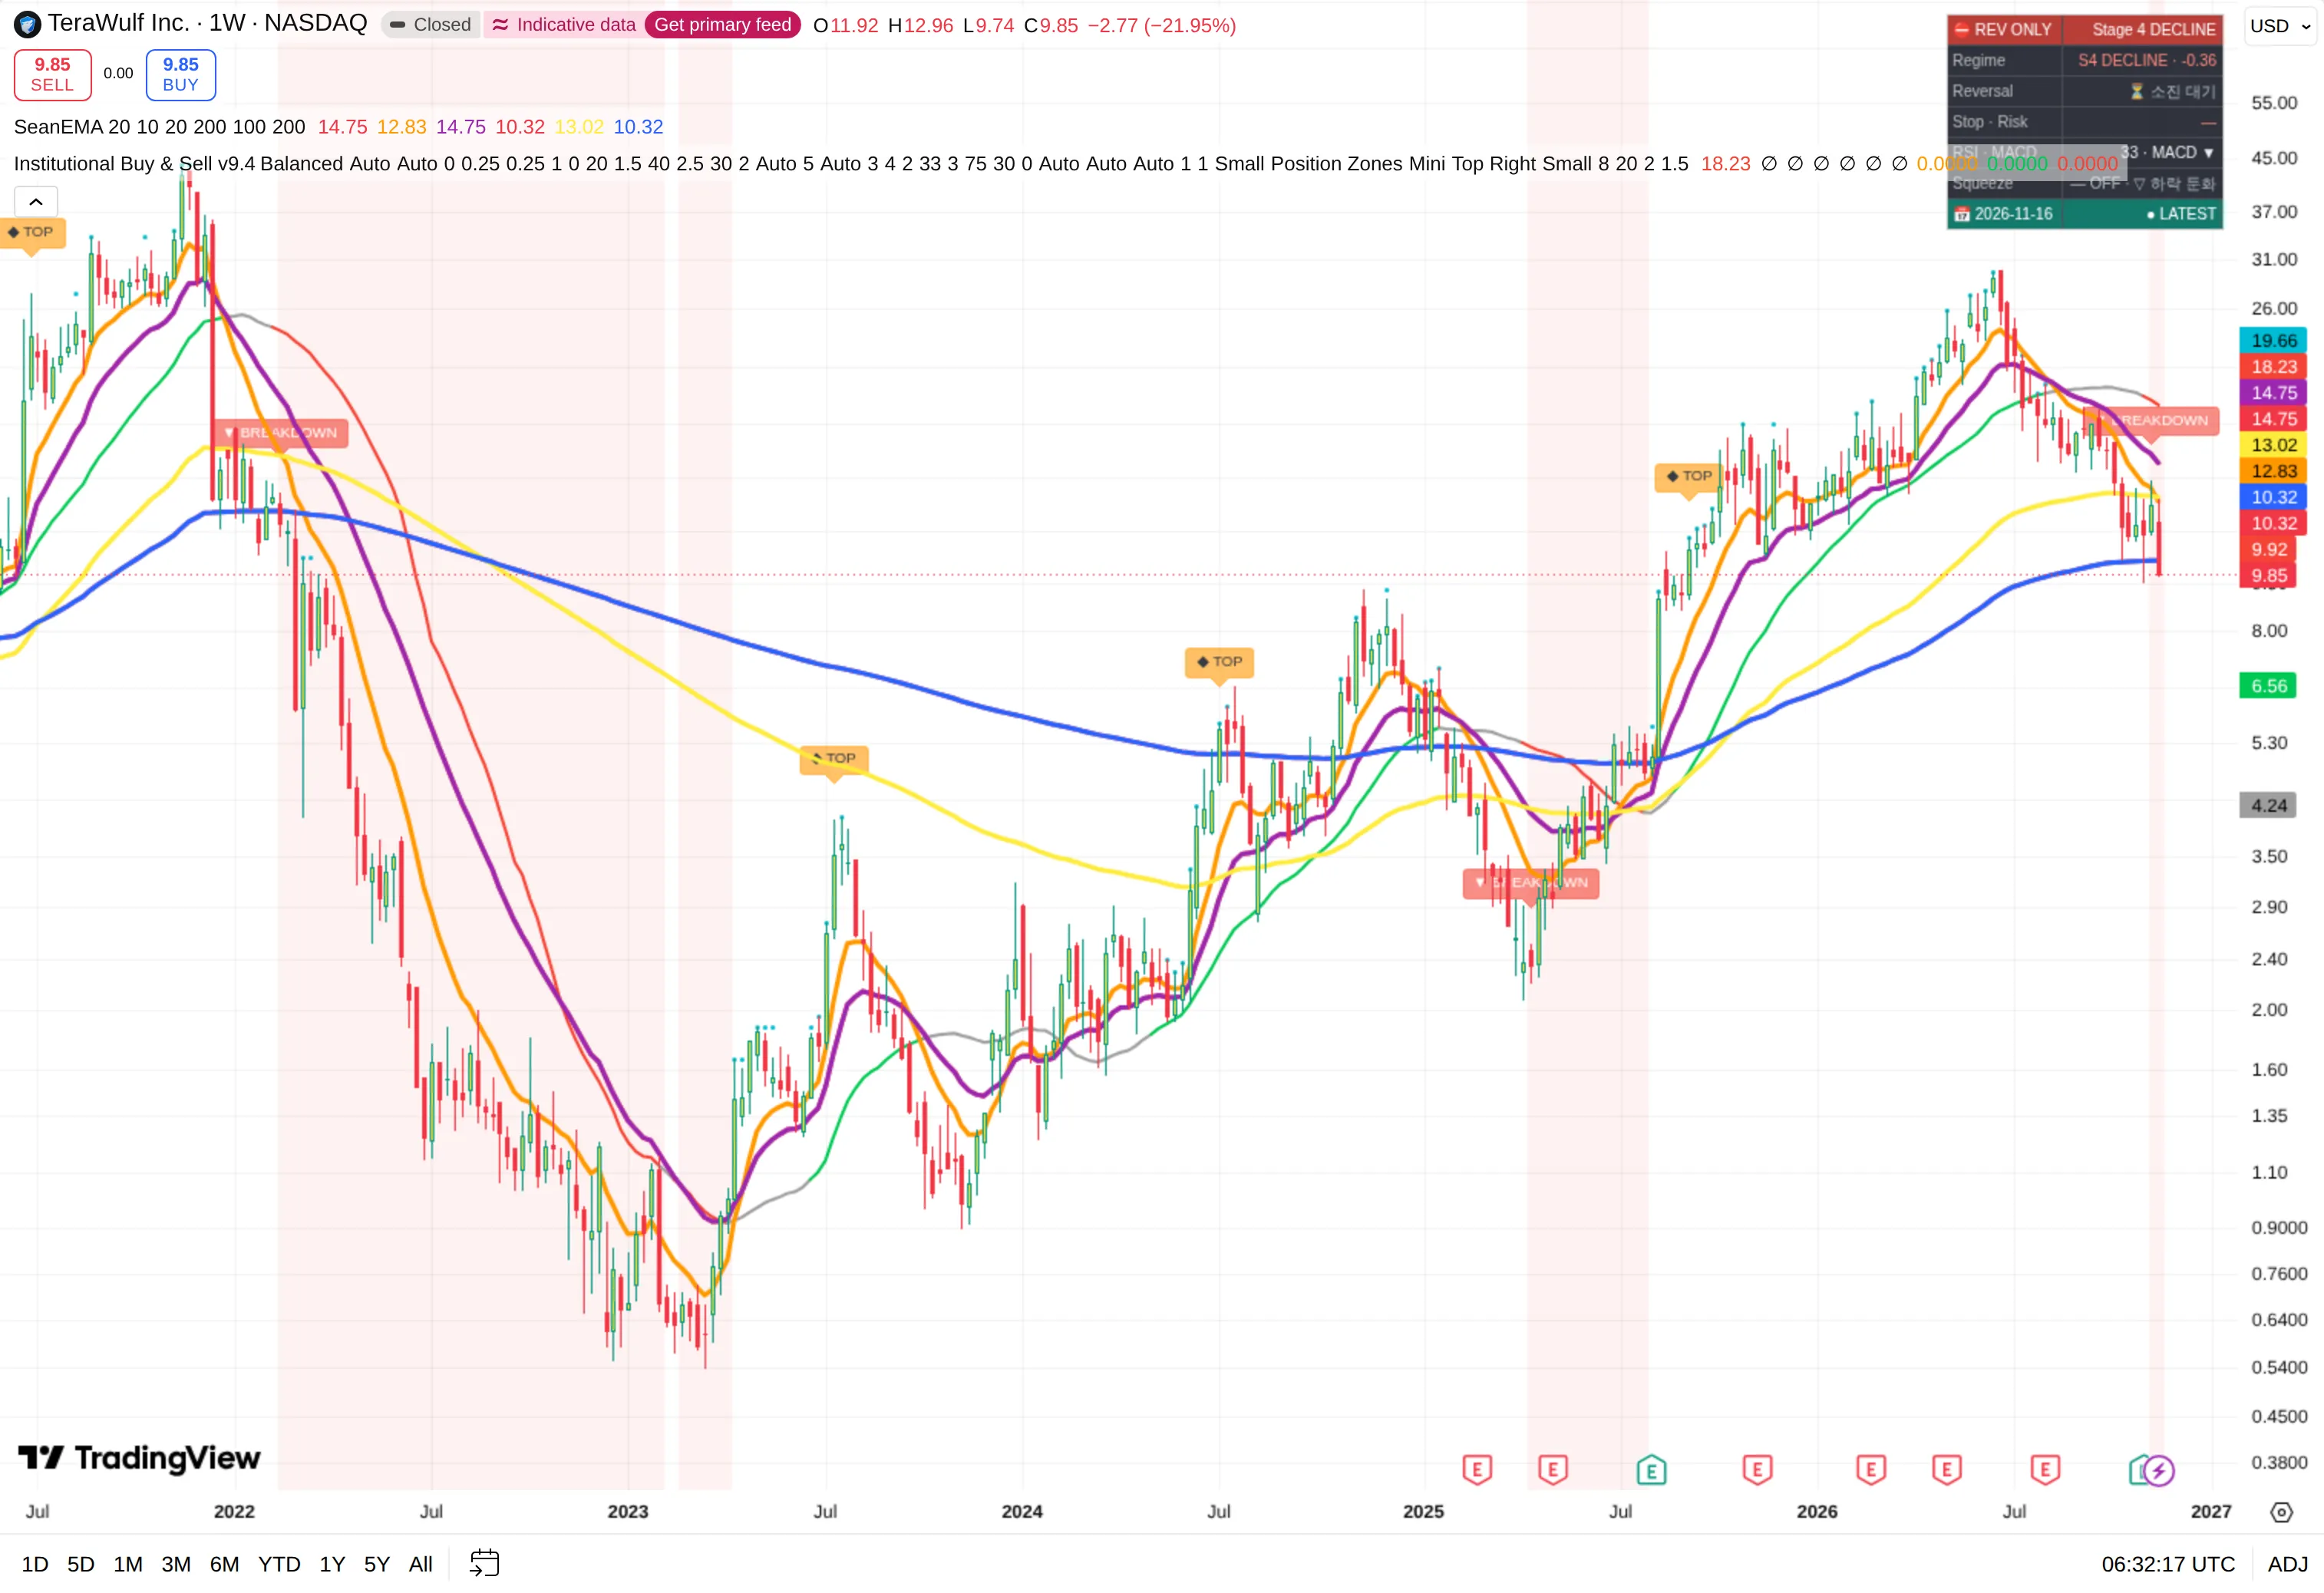 TeraWulf Inc. · 1W · NASDAQ Closed Indicative data Get primary feed O11.92 H12.96 L9.74 C9.85 −2.77 (−21.95%)
USD
9.85
SELL
0.00
9.85
BUY
SeanEMA 20 10 20 200 100 200 14.75 12.83 14.75 10.32 13.02 10.32
Institutional Buy & Sell v9.4 Balanced Auto Auto 0 0.25 0.25 1 0 20 1.5 40 2.5 30 2 Auto 5 Auto 3 4 2 33 3 75 30 0 Auto Auto Auto 1 1 Small Position Zones Mini Top Right Small 8 20 2 1.5 18.23 ∅ ∅ ∅ ∅ ∅ ∅ 0.0000 0.0000 0.0000
⛔ REV ONLY Stage 4 DECLINE
Regime S4 DECLINE · -0.36
Reversal ⏳ 소진 대기
Stop · Risk —
RSI · MACD 33 · MACD ▼
Squeeze — OFF · ▽ 하락 둔화
📅 2026-11-16 ● LATEST
◆ TOP
▼ BREAKDOWN
◆ TOP
◆ TOP
▼ BREAKDOWN
◆ TOP
BREAKDOWN
55.00
45.00
37.00
31.00
26.00
19.66
18.23
14.75
14.75
13.02
12.83
10.32
10.32
9.92
9.85
8.00
6.56
5.30
4.24
3.50
2.90
2.40
2.00
1.60
1.35
1.10
0.9000
0.7600
0.6400
0.5400
0.4500
0.3800
TradingView
E E E E E E E
Jul 2022 Jul 2023 Jul 2024 Jul 2025 Jul 2026 Jul 2027
1D 5D 1M 3M 6M YTD 1Y 5Y All
06:32:17 UTC ADJ